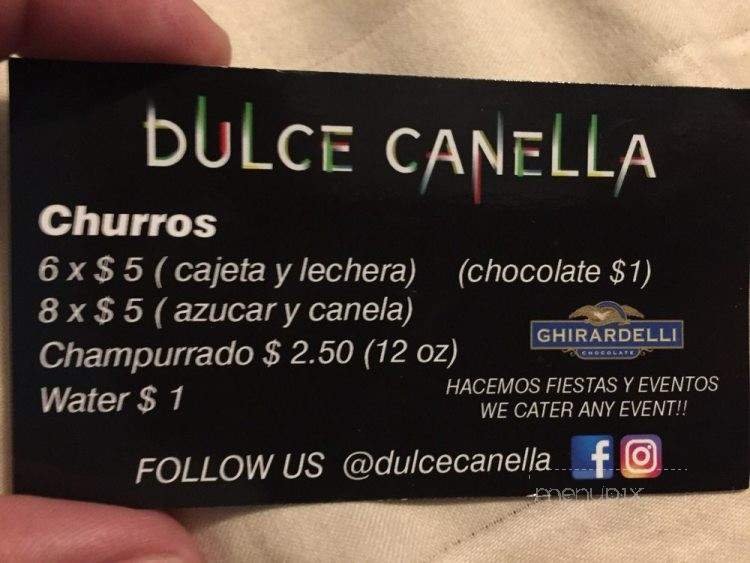 DULCE CANELLA
Churros
6 x $ 5 ( cajeta y lechera) (chocolate $1)
8 x $ 5 ( azucar y canela)
Champurrado $ 2.50 (12 oz)
Water $ 1
GHIRARDELLI
CHOCOLATE
HACEMOS FIESTAS Y EVENTOS
WE CATER ANY EVENT!!
FOLLOW US @dulcecanella f
menupix